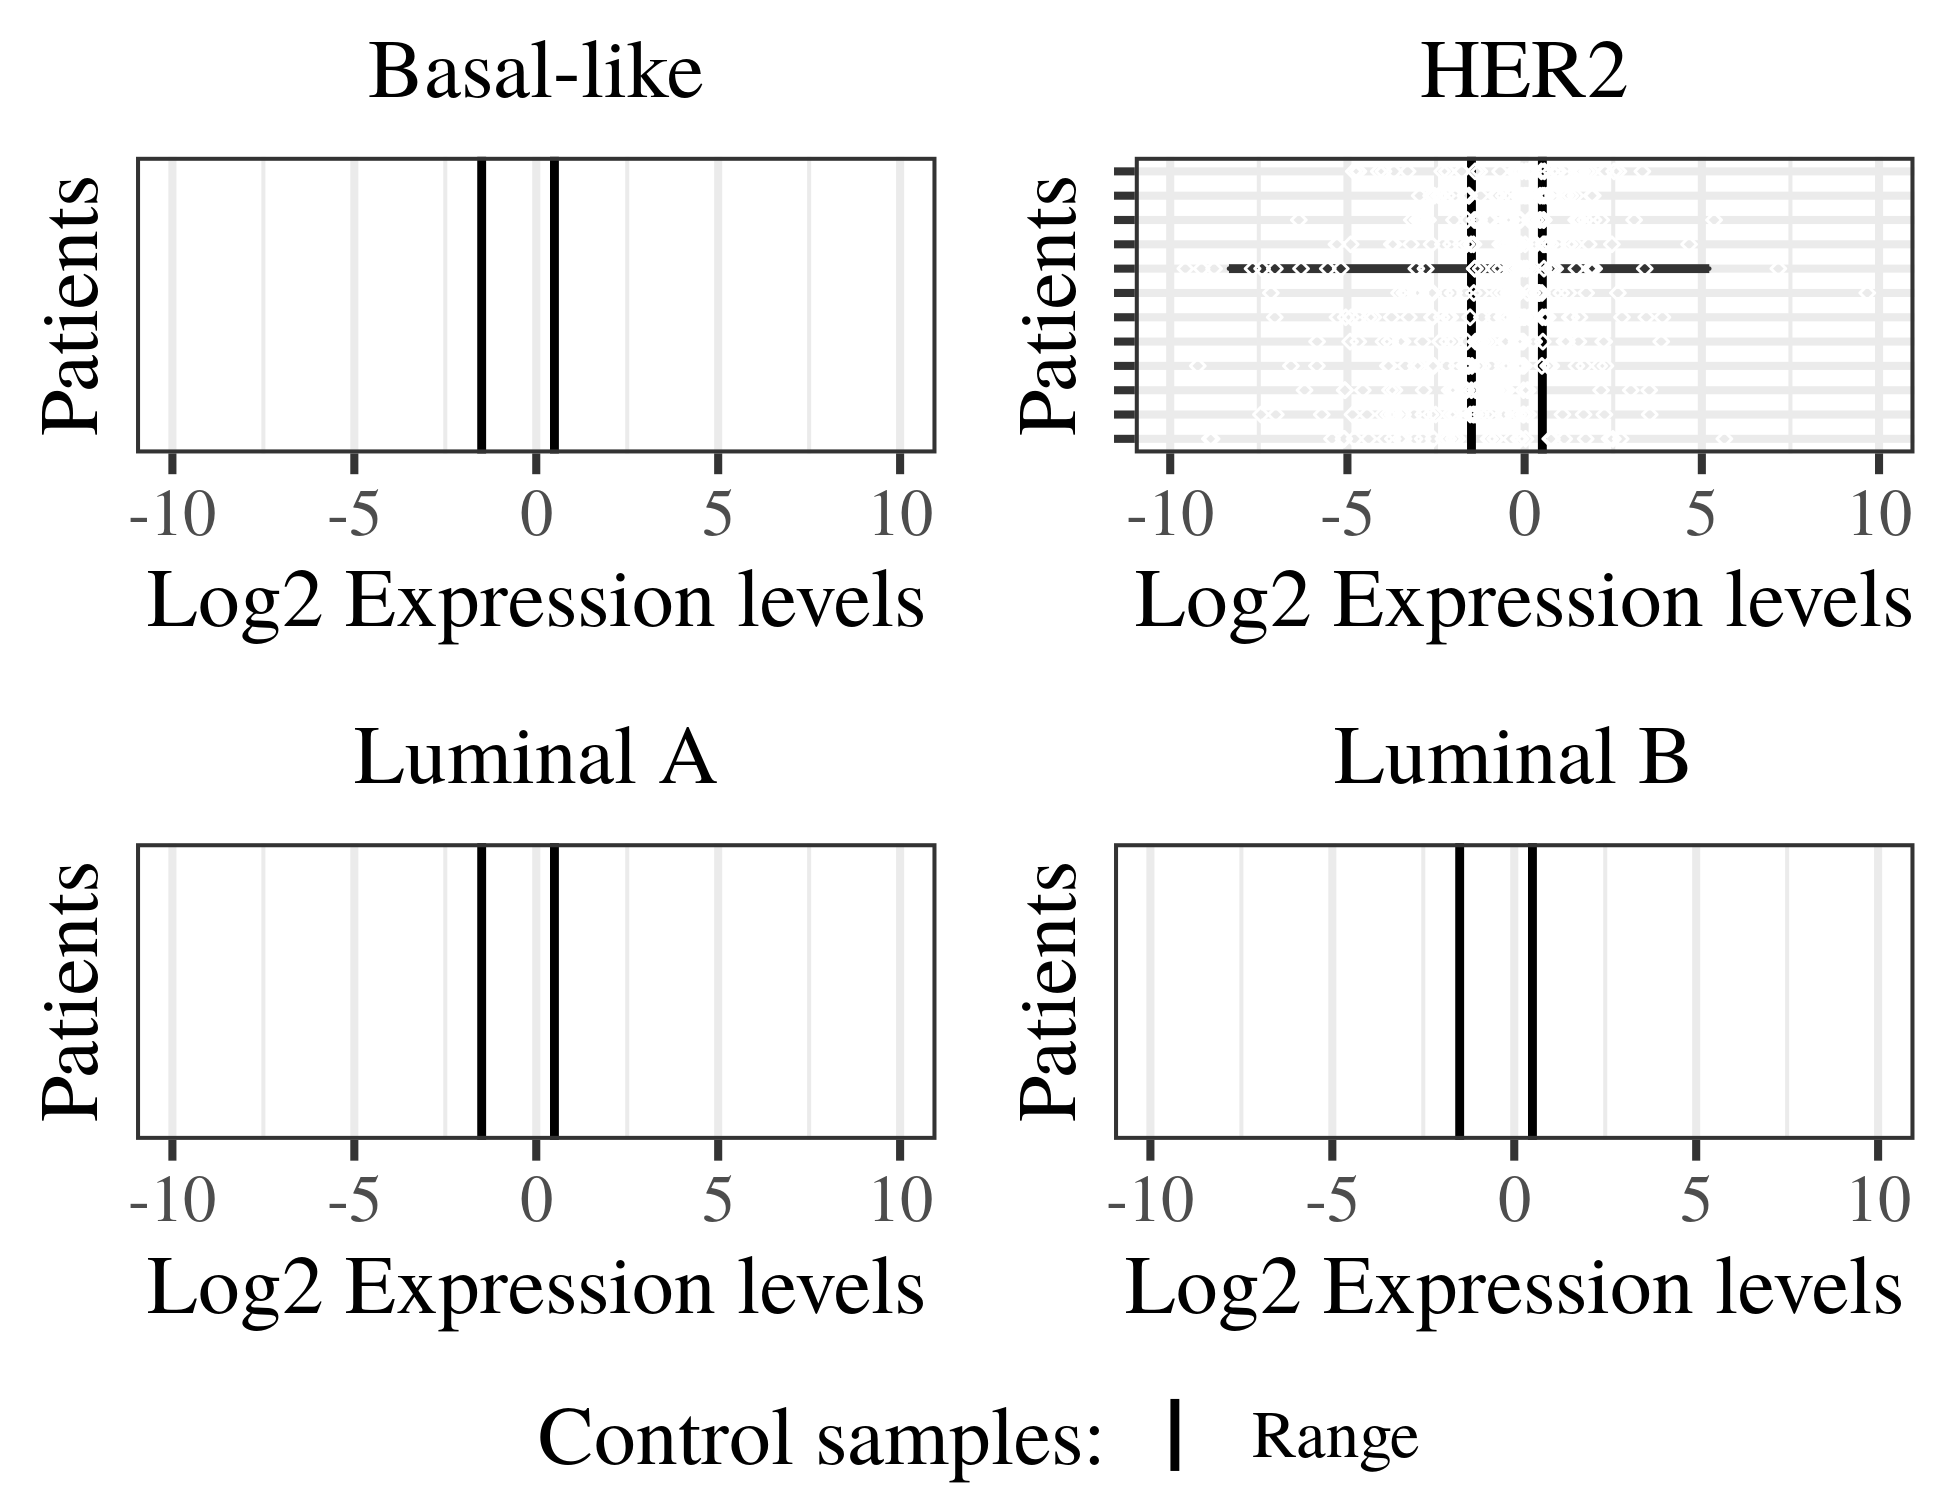 Basal-like
HER2
Patients
Patients
-10 -5 0 5 10
-10 -5 0 5 10
Log2 Expression levels
Log2 Expression levels
Luminal A
Luminal B
Patients
Patients
-10 -5 0 5 10
-10 -5 0 5 10
Log2 Expression levels
Log2 Expression levels
Control samples: Range